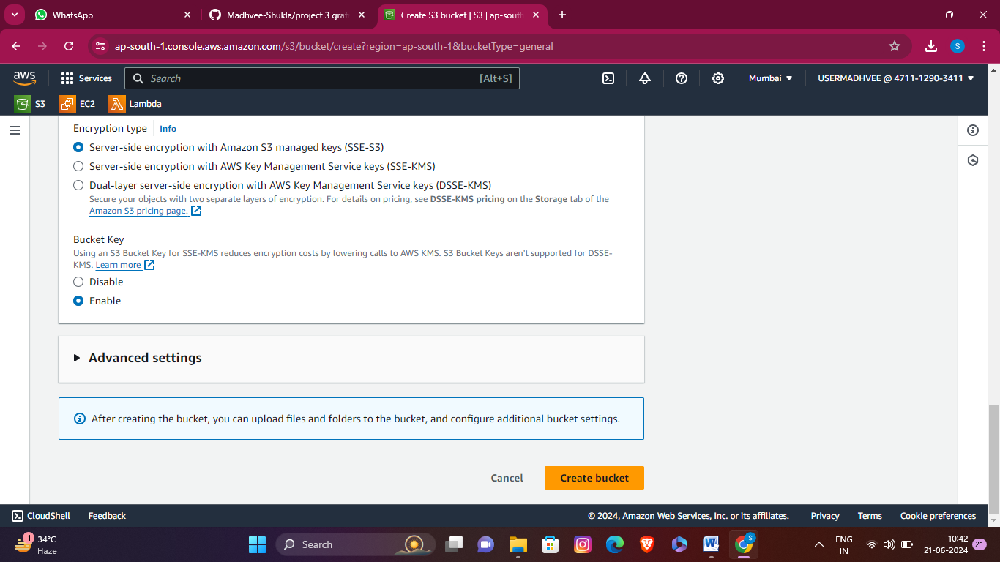 WhatsApp
Madhvee-Shukla/project 3 grafa
Create S3 bucket | S3 | ap-south
ap-south-1.console.aws.amazon.com/s3/bucket/create?region=ap-south-1&bucketType=general
S
aws
Services
Search
[Alt+S]
Mumbai
USERMADHVEE @ 4711-1290-3411
S3
EC2
Lambda
Encryption type
Info
Server-side encryption with Amazon S3 managed keys (SSE-S3)
Server-side encryption with AWS Key Management Service keys (SSE-KMS)
Dual-layer server-side encryption with AWS Key Management Service keys (DSSE-KMS)
Secure your objects with two separate layers of encryption. For details on pricing, see DSSE-KMS pricing on the Storage tab of the
Amazon S3 pricing page.
Bucket Key
Using an S3 Bucket Key for SSE-KMS reduces encryption costs by lowering calls to AWS KMS. S3 Bucket Keys aren't supported for DSSE-
KMS. Learn more
Disable
Enable
Advanced settings
After creating the bucket, you can upload files and folders to the bucket, and configure additional bucket settings.
Cancel
Create bucket
CloudShell
Feedback
© 2024, Amazon Web Services, Inc. or its affiliates.
Privacy
Terms
Cookie preferences
1
34°C
Haze
Search
S
ENG
IN
10:42
21-06-2024
21